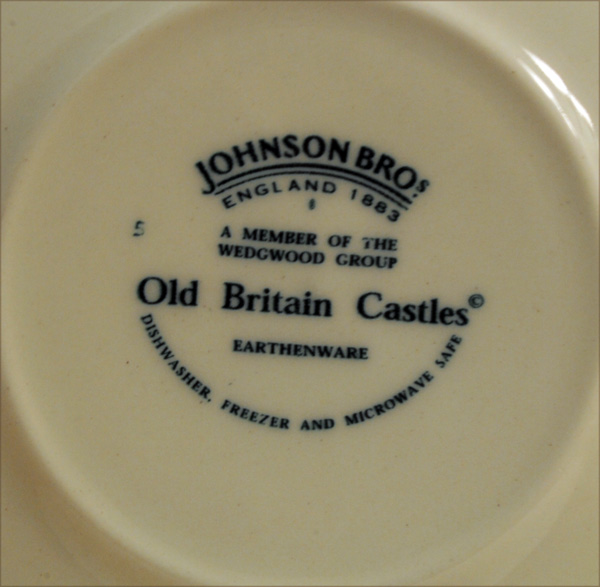 JOHNSON BROS.
ENGLAND 1883
5
A MEMBER OF THE
WEDGWOOD GROUP
Old Britain Castles©
EARTHENWARE
DISHWASHER, FREEZER AND MICROWAVE SAFE